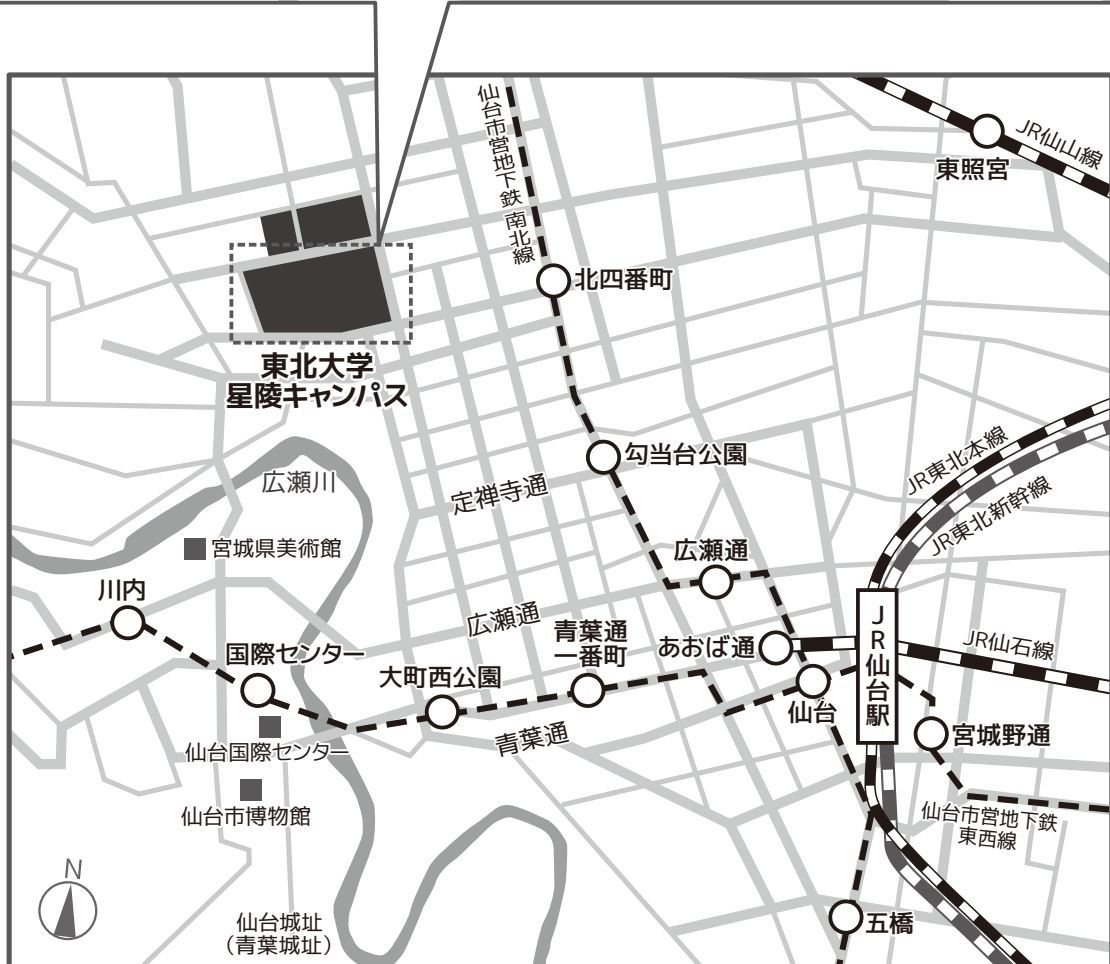 仙台市営地下鉄 南北線
JR仙山線
東照宮
北四番町
東北大学
星陵キャンパス
勾当台公園
JR東北本線
JR東北新幹線
広瀬川
定禅寺通
宮城県美術館
広瀬通
川内
広瀬通
青葉通
一番町
あおば通
JR仙台駅
JR仙石線
国際センター
大町西公園
仙台
青葉通
宮城野通
仙台国際センター
仙台市博物館
仙台市営地下鉄
東西線
N
仙台城址
（青葉城址）
五橋